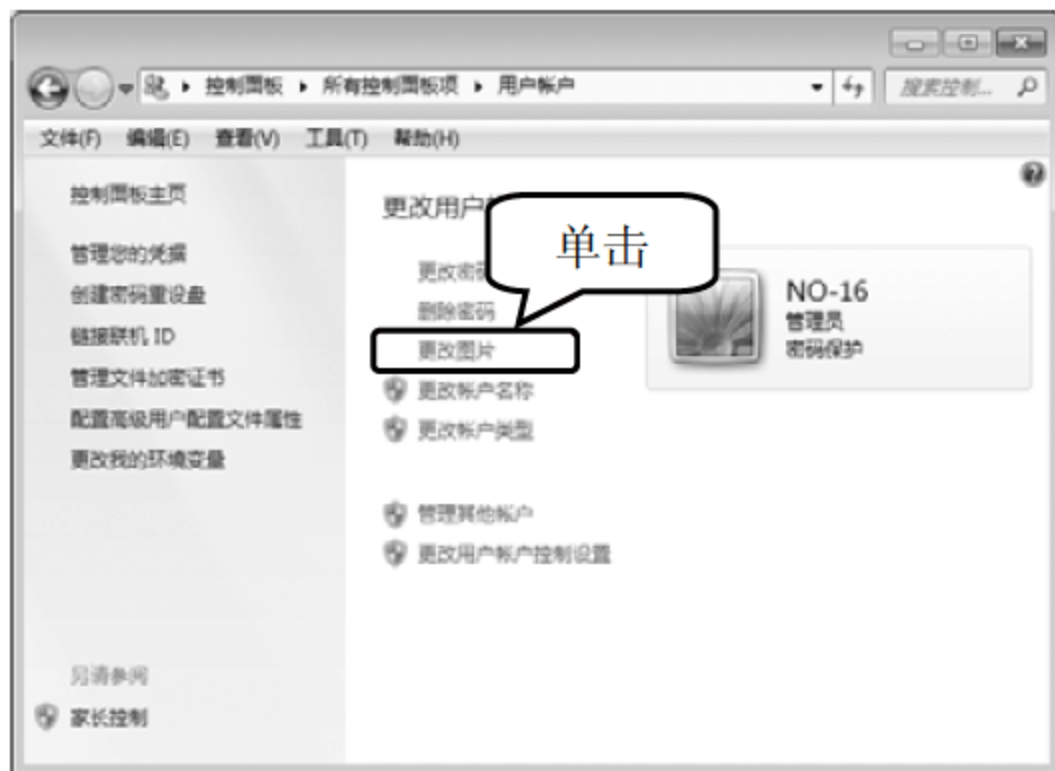 控制面板 ▸ 所有控制面板项 ▸ 用户帐户
搜索控制...
文件(F) 编辑(E) 查看(V) 工具(T) 帮助(H)
控制面板主页
管理您的凭据
创建密码重设盘
链接联机 ID
管理文件加密证书
配置高级用户配置文件属性
更改我的环境变量
另请参阅
家长控制
更改用户
单击
更改密码
删除密码
更改图片
更改帐户名称
更改帐户类型
管理其他帐户
更改用户帐户控制设置
NO-16
管理员
密码保护